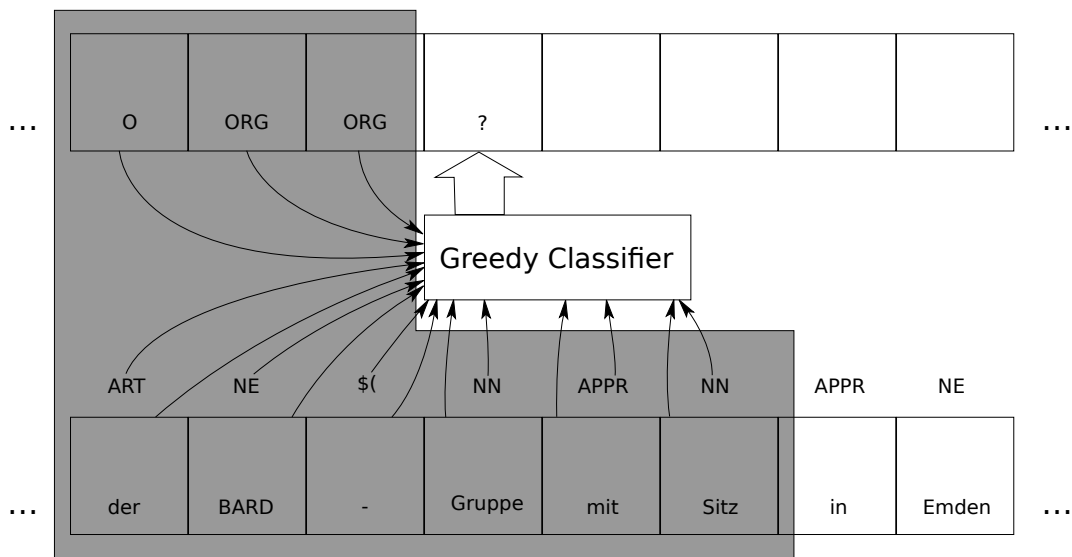 ... O ORG ORG ? ...
Greedy Classifier
ART NE $( NN APPR NN APPR NE
... der BARD - Gruppe mit Sitz in Emden ...